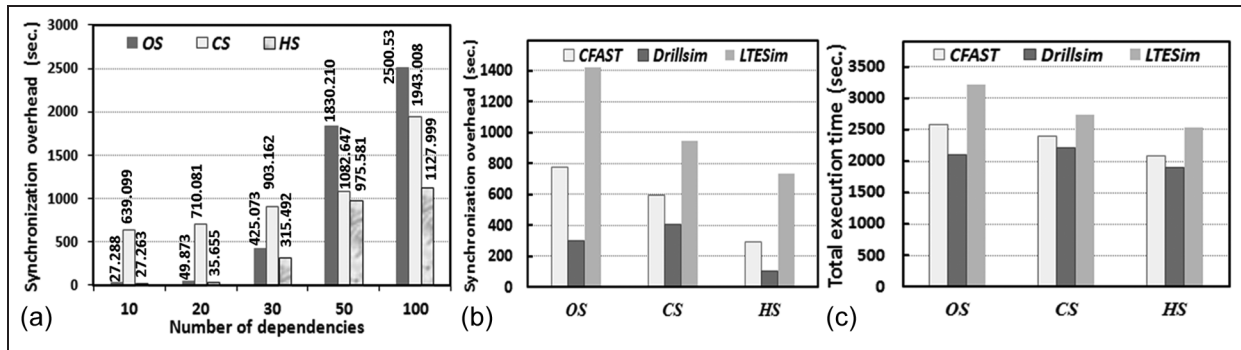 Synchronization overhead (sec.)
3000
2500
2000
1500
1000
500
0
OS CS HS
27.288
639.099
27.263
49.873
710.081
35.655
425.073
903.162
315.492
1830.210
1082.647
975.581
2500.53
1943.008
1127.999
10 20 30 50 100
Number of dependencies
(a)
Synchronization overhead (sec.)
1400
1200
1000
800
600
400
200
0
CFAST Drillsim LTESim
OS CS HS
(b)
Total execution time (sec.)
3500
3000
2500
2000
1500
1000
500
0
CFAST Drillsim LTESim
OS CS HS
(c)